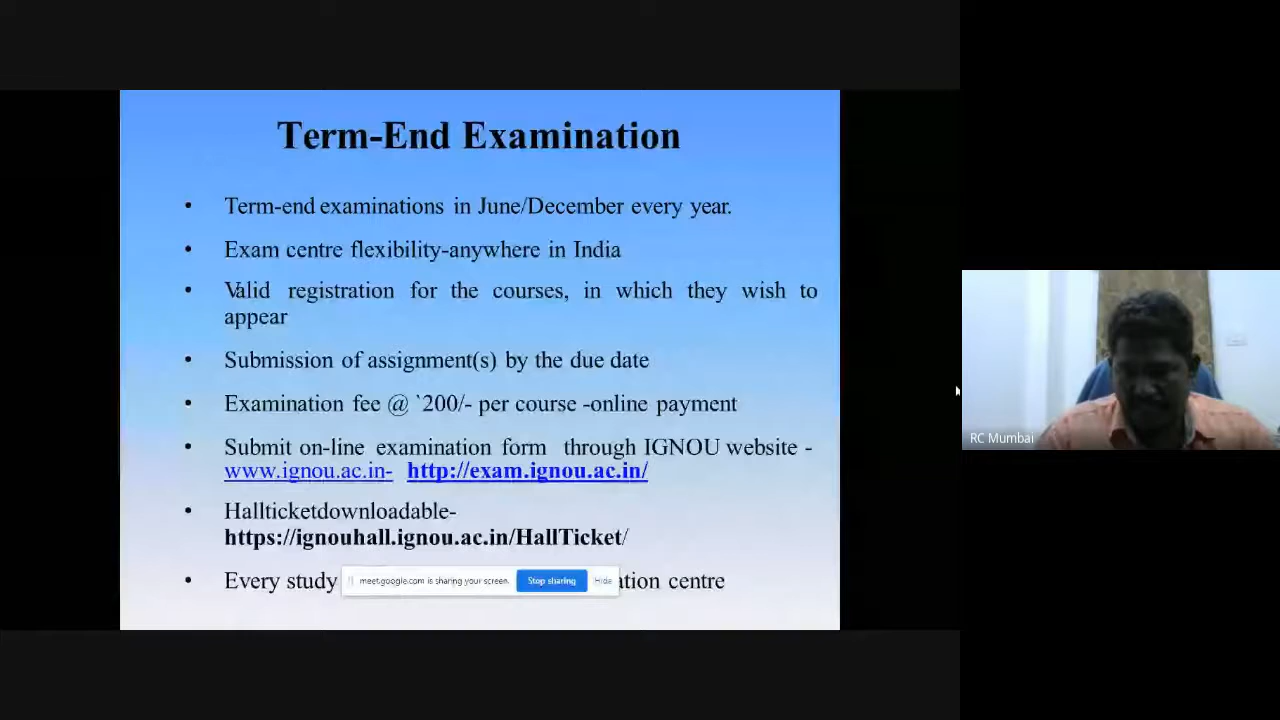 Term-End Examination
• Term-end examinations in June/December every year.
• Exam centre flexibility-anywhere in India
• Valid registration for the courses, in which they wish to
appear
• Submission of assignment(s) by the due date
• Examination fee @ `200/- per course -online payment
• Submit on-line examination form through IGNOU website -
www.ignou.ac.in- http://exam.ignou.ac.in/
• Hallticketdownloadable-
https://ignouhall.ignou.ac.in/HallTicket/
• Every study ation centre
meet.google.com is sharing your screen. Stop sharing Hide
RC Mumbai